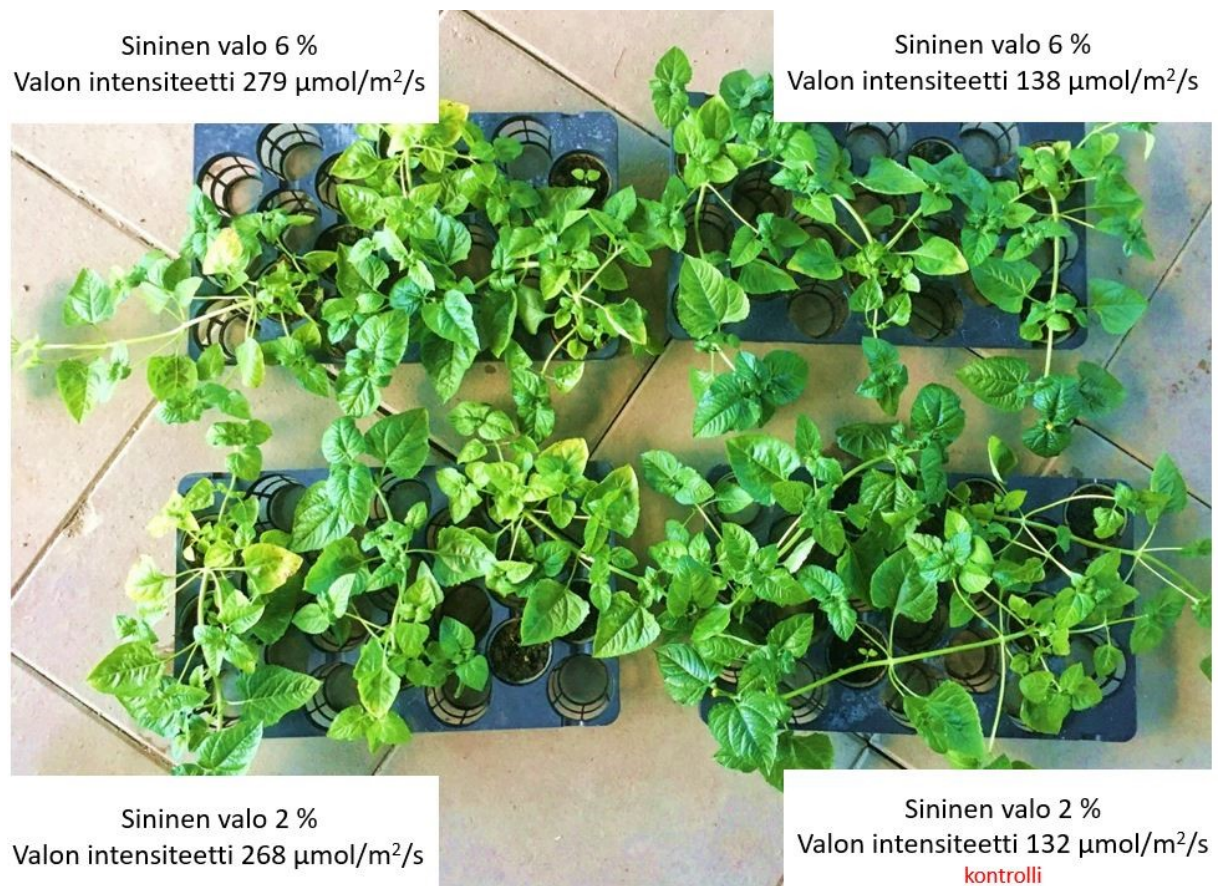 Sininen valo 6 %
Valon intensiteetti 279 µmol/m²/s
Sininen valo 6 %
Valon intensiteetti 138 µmol/m²/s
Sininen valo 2 %
Valon intensiteetti 268 µmol/m²/s
Sininen valo 2 %
Valon intensiteetti 132 µmol/m²/s
kontrolli